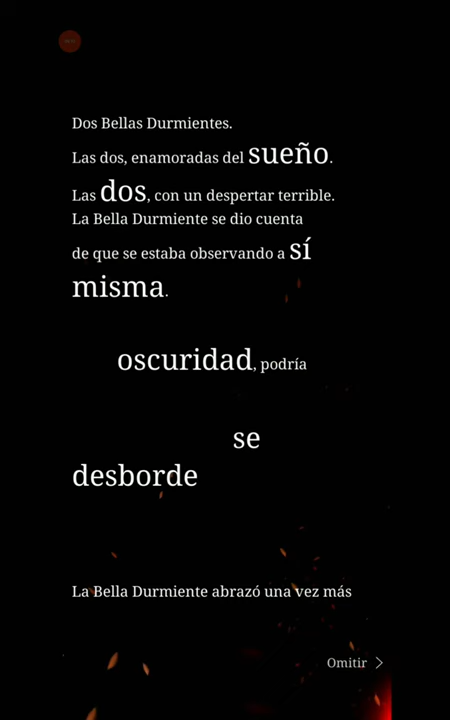 Dos Bellas Durmientes.
Las dos, enamoradas del sueño.
Las dos, con un despertar terrible.
La Bella Durmiente se dio cuenta
de que se estaba observando a sí
misma.
oscuridad, podría
se
desborde
La Bella Durmiente abrazó una vez más
Omitir